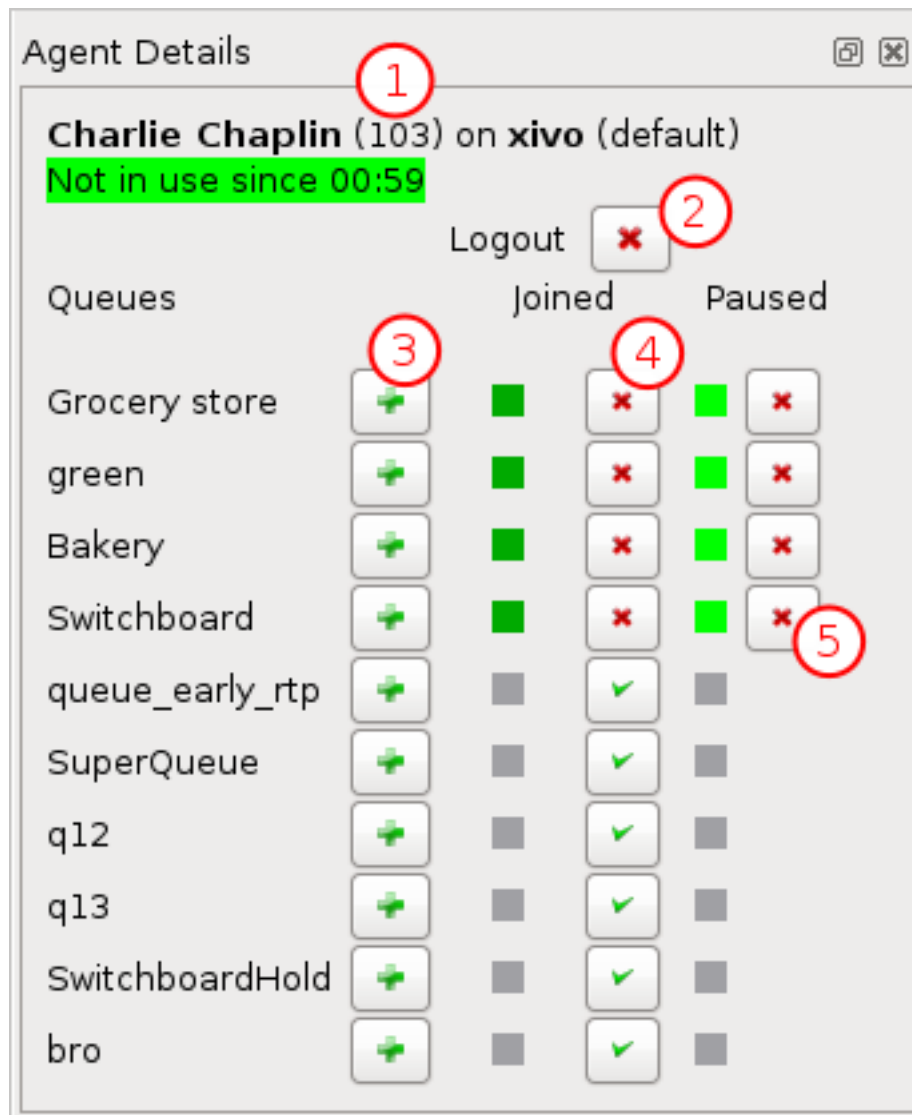 Agent Details
1
Charlie Chaplin (103) on xivo (default)
Not in use since 00:59
Logout 2
Queues Joined Paused
3 4
Grocery store
green
Bakery
Switchboard
5
queue_early_rtp
SuperQueue
q12
q13
SwitchboardHold
bro